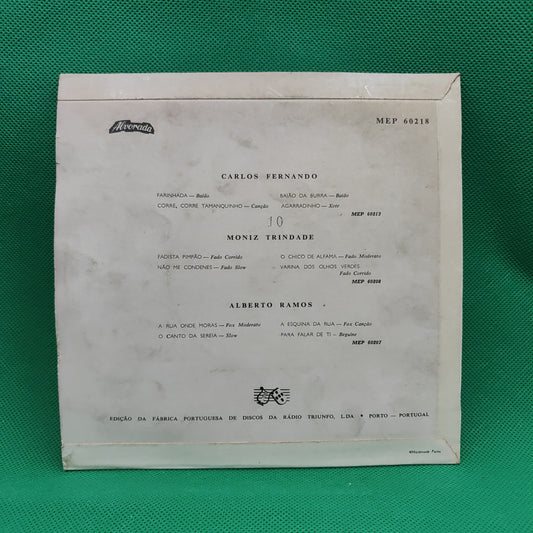 Alvorada
MEP 60218
CARLOS FERNANDO
FARINHADA — Baião
BAIÃO DA BURRA — Baião
CORRE, CORRE TAMANQUINHO — Canção
AGARRADINHO — Xote
MEP 60213
10
MONIZ TRINDADE
FADISTA PIMPÃO — Fado Corrido
O CHICO DE ALFAMA — Fado Moderato
NÃO ME CONDENES — Fado Slow
VARINA DOS OLHOS VERDES
Fado Corrido
MEP 60208
ALBERTO RAMOS
A RUA ONDE MORAS — Fox Moderato
A ESQUINA DA RUA — Fox Canção
O CANTO DA SEREIA — Slow
PARA FALAR DE TI — Beguine
MEP 60207
EDIÇÃO DA FÁBRICA PORTUGUESA DE DISCOS DA RÁDIO TRIUNFO, L.DA • PORTO — PORTUGAL